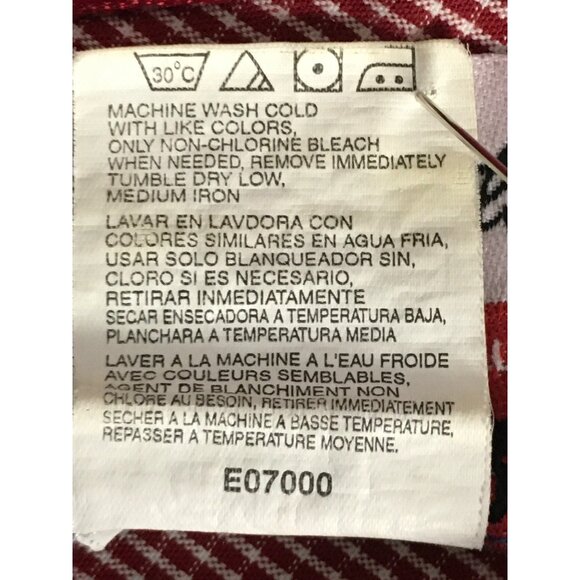 30°C
MACHINE WASH COLD
WITH LIKE COLORS,
ONLY NON-CHLORINE BLEACH
WHEN NEEDED, REMOVE IMMEDIATELY
TUMBLE DRY LOW,
MEDIUM IRON
LAVAR EN LAVDORA CON
COLORES SIMILARES EN AGUA FRIA,
USAR SOLO BLANQUEADOR SIN,
CLORO SI ES NECESARIO,
RETIRAR INMEDIATAMENTE
SECAR ENSECADORA A TEMPERATURA BAJA,
PLANCHARA A TEMPERATURA MEDIA
LAVER A LA MACHINE A L'EAU FROIDE
AVEC COULEURS SEMBLABLES,
AGENT DE BLANCHIMENT NON
CHLORE AU BESOIN, RETIRER IMMÉDIATEMENT
SECHER A LA MACHINE A BASSE TEMPERATURE,
REPA3SER A TEMPERATURE MOYENNE.
E07000